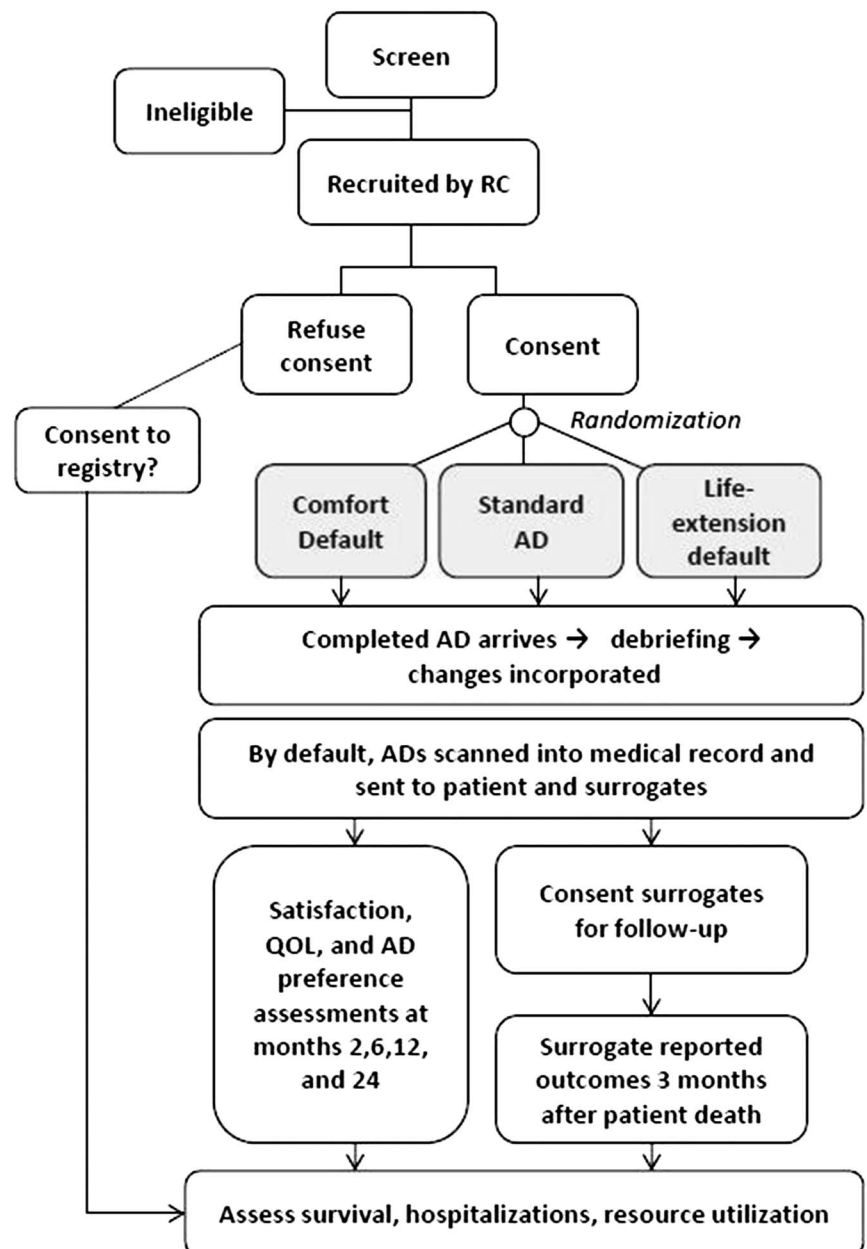 Screen
Ineligible
Recruited by RC
Refuse
consent
Consent
Randomization
Consent to
registry?
Comfort
Default
Standard
AD
Life-
extension
default
Completed AD arrives → debriefing →
changes incorporated
By default, ADs scanned into medical record and
sent to patient and surrogates
Satisfaction,
QOL, and AD
preference
assessments at
months 2,6,12,
and 24
Consent surrogates
for follow-up
Surrogate reported
outcomes 3 months
after patient death
Assess survival, hospitalizations, resource utilization